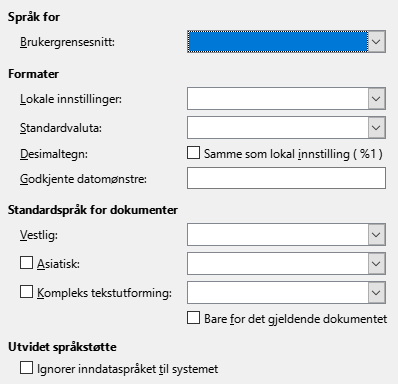 Språk for
Brukergrensesnitt:
Formater
Lokale innstillinger:
Standardvaluta:
Desimaltegn: Samme som lokal innstilling ( %1 )
Godkjente datomønstre:
Standardspråk for dokumenter
Vestlig:
Asiatisk:
Kompleks tekstutforming:
Bare for det gjeldende dokumentet
Utvidet språkstøtte
Ignorer inndataspråket til systemet